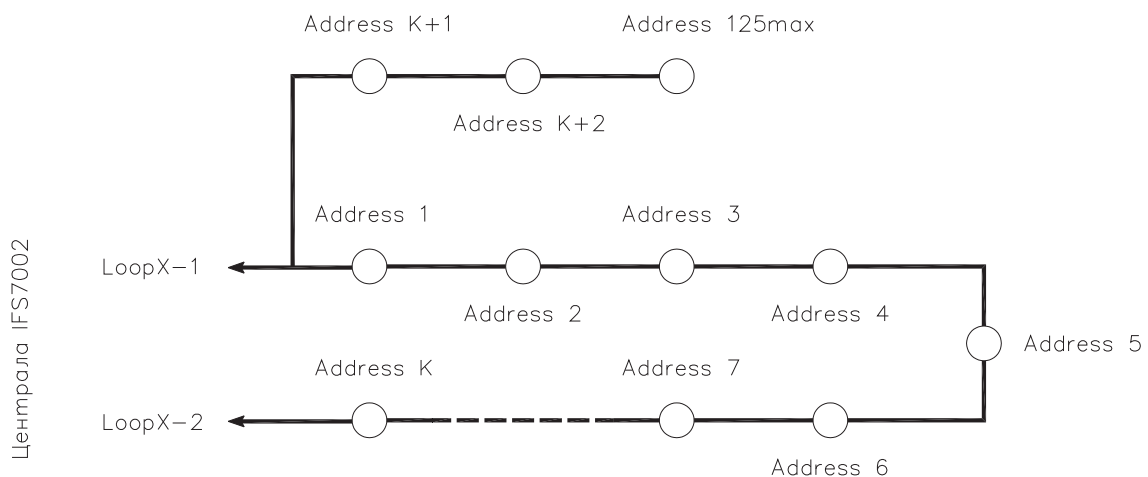 Address K+1
Address 125max
Address K+2
Address 1
Address 3
LoopX-1
Address 2
Address 4
Address 5
Address K
Address 7
LoopX-2
Address 6
Централа IFS7002